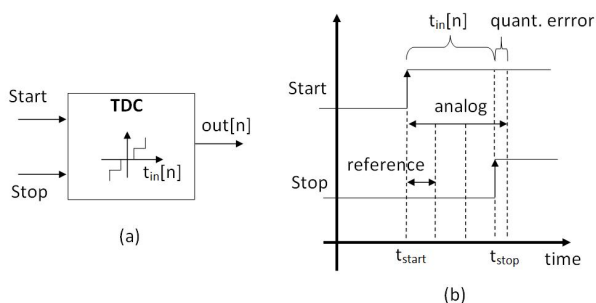 Start
Stop
TDC
t_in[n]
out[n]
(a)
t_in[n]
quant. errror
Start
analog
reference
Stop
t_start
t_stop
time
(b)